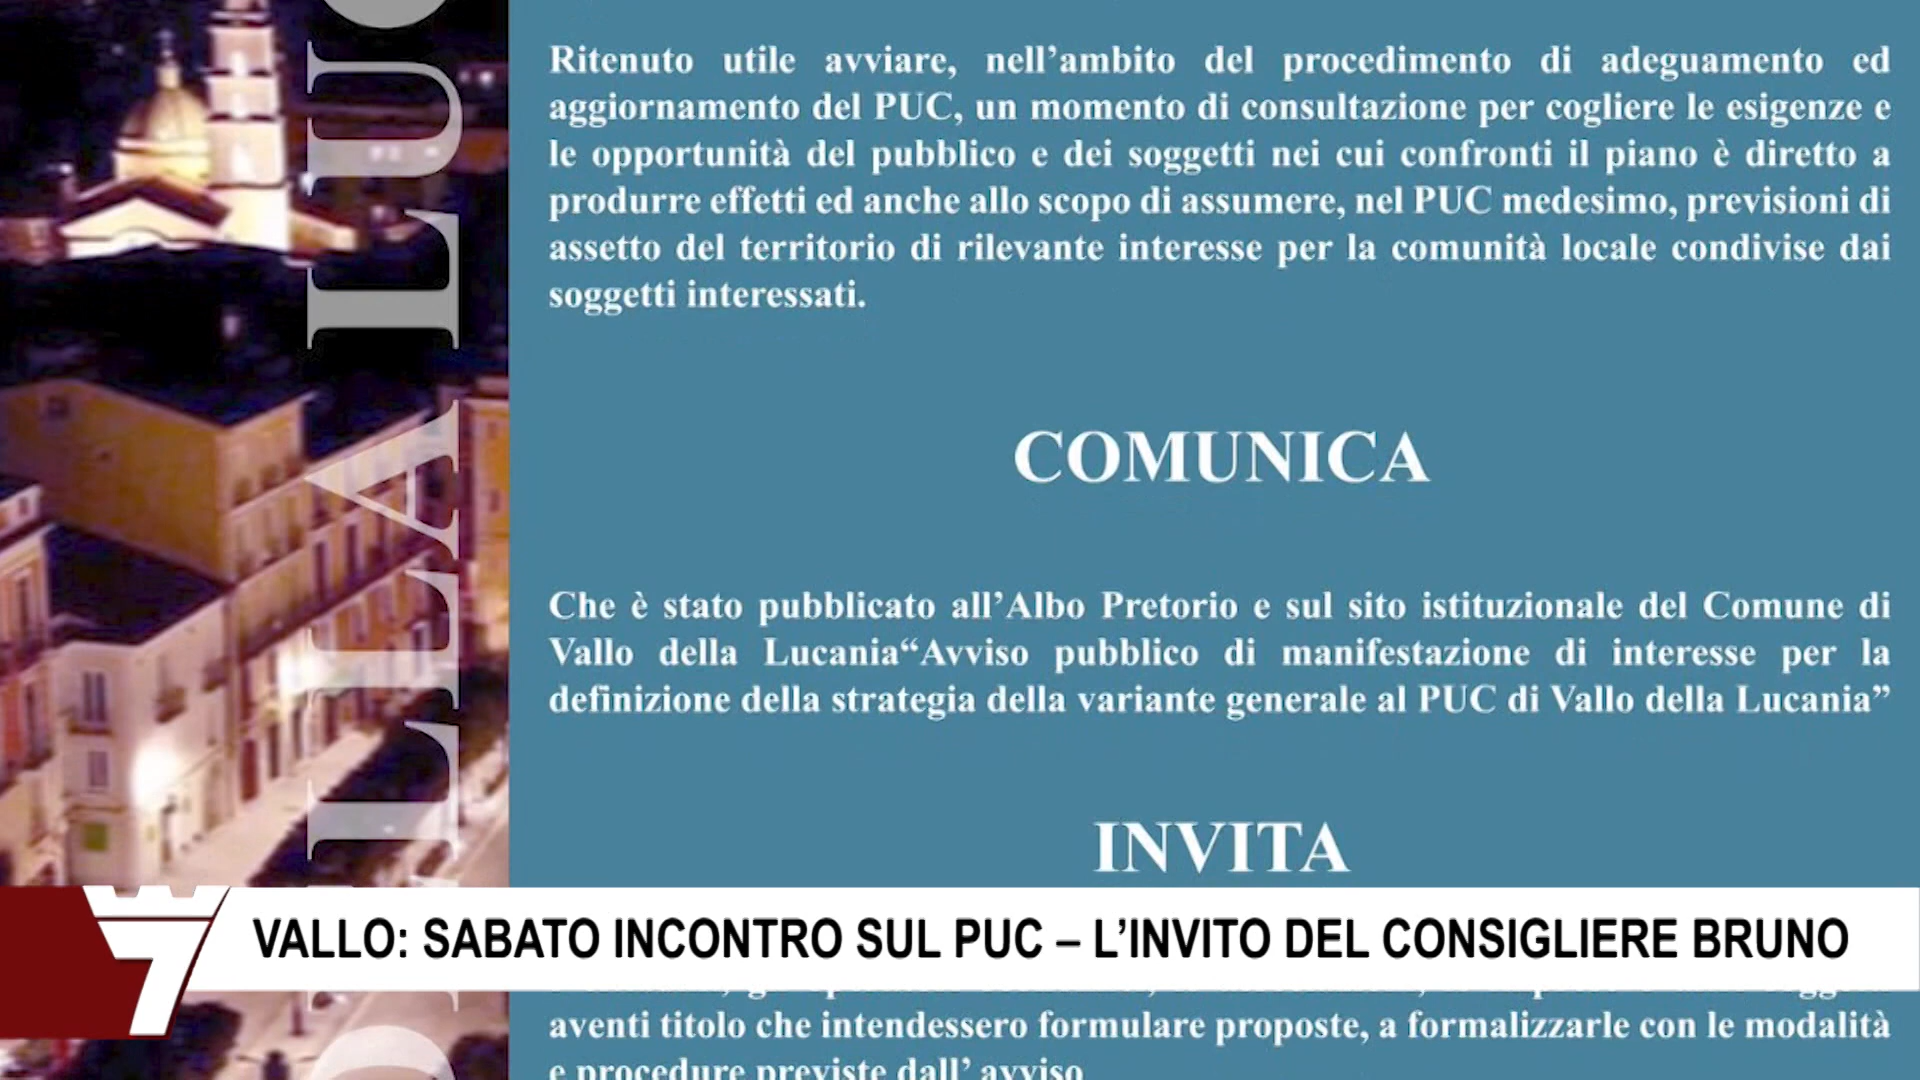 Ritenuto utile avviare, nell’ambito del procedimento di adeguamento ed
aggiornamento del PUC, un momento di consultazione per cogliere le esigenze e
le opportunità del pubblico e dei soggetti nei cui confronti il piano è diretto a
produrre effetti ed anche allo scopo di assumere, nel PUC medesimo, previsioni di
assetto del territorio di rilevante interesse per la comunità locale condivise dai
soggetti interessati.
COMUNICA
Che è stato pubblicato all’Albo Pretorio e sul sito istituzionale del Comune di
Vallo della Lucania“Avviso pubblico di manifestazione di interesse per la
definizione della strategia della variante generale al PUC di Vallo della Lucania”
INVITA
7 VALLO: SABATO INCONTRO SUL PUC – L’INVITO DEL CONSIGLIERE BRUNO
aventi titolo che intendessero formulare proposte, a formalizzarle con le modalità
e procedure previste dall’ avviso